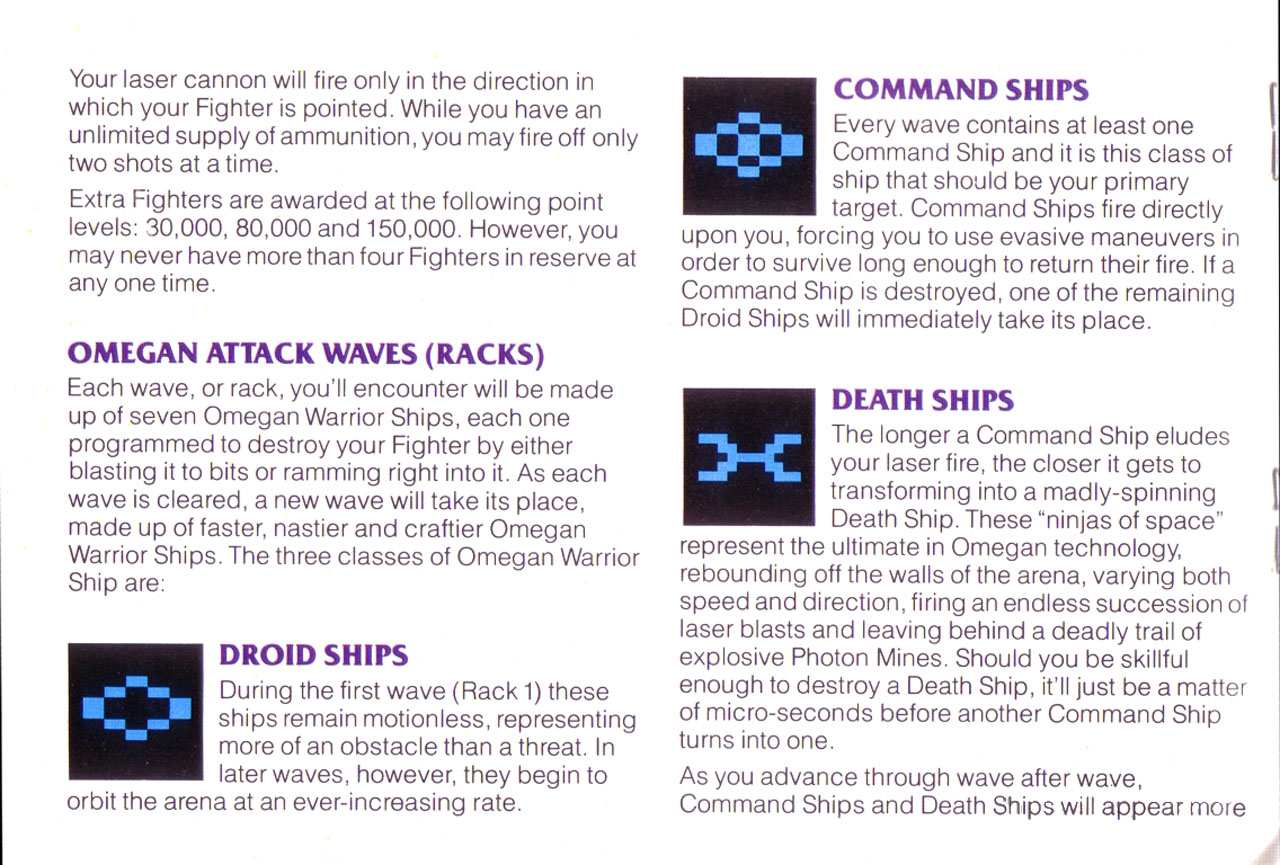 Your laser cannon will fire only in the direction in
which your Fighter is pointed. While you have an
unlimited supply of ammunition, you may fire off only
two shots at a time.
Extra Fighters are awarded at the following point
levels: 30,000, 80,000 and 150,000. However, you
may never have more than four Fighters in reserve at
any one time.
OMEGAN ATTACK WAVES (RACKS)
Each wave, or rack, you'll encounter will be made
up of seven Omegan Warrior Ships, each one
programmed to destroy your Fighter by either
blasting it to bits or ramming right into it. As each
wave is cleared, a new wave will take its place,
made up of faster, nastier and craftier Omegan
Warrior Ships. The three classes of Omegan Warrior
Ship are:
DROID SHIPS
During the first wave (Rack 1) these
ships remain motionless, representing
more of an obstacle than a threat. In
later waves, however, they begin to
orbit the arena at an ever-increasing rate.
COMMAND SHIPS
Every wave contains at least one
Command Ship and it is this class of
ship that should be your primary
target. Command Ships fire directly
upon you, forcing you to use evasive maneuvers in
order to survive long enough to return their fire. If a
Command Ship is destroyed, one of the remaining
Droid Ships will immediately take its place.
DEATH SHIPS
The longer a Command Ship eludes
your laser fire, the closer it gets to
transforming into a madly-spinning
Death Ship. These “ninjas of space”
represent the ultimate in Omegan technology,
rebounding off the walls of the arena, varying both
speed and direction, firing an endless succession of
laser blasts and leaving behind a deadly trail of
explosive Photon Mines. Should you be skillful
enough to destroy a Death Ship, it'll just be a matter
of micro-seconds before another Command Ship
turns into one.
As you advance through wave after wave,
Command Ships and Death Ships will appear more